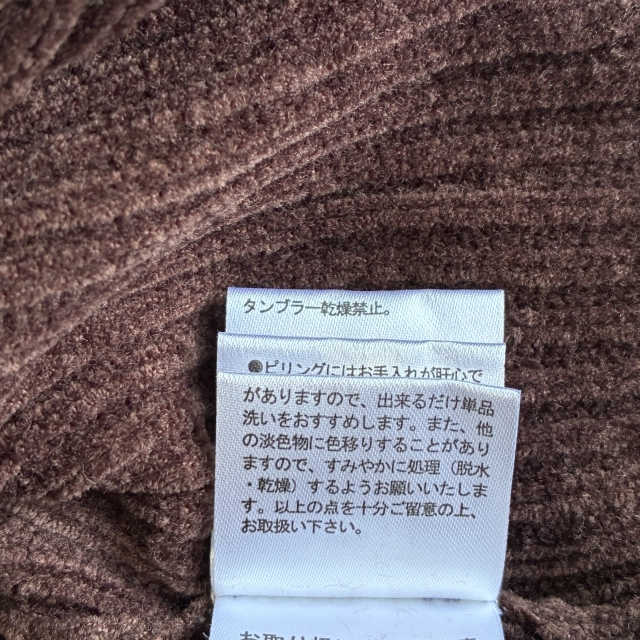 タンブラー乾燥禁止。
●ピリングにはお手入れが肝心で
がありますので、出来るだけ単品
洗いをおすすめします。また、他
の淡色物に色移りすることがあり
ますので、すみやかに処理（脱水
・乾燥）するようお願いいたしま
す。以上の点を十分ご留意の上、
お取扱い下さい。
お取り扱い